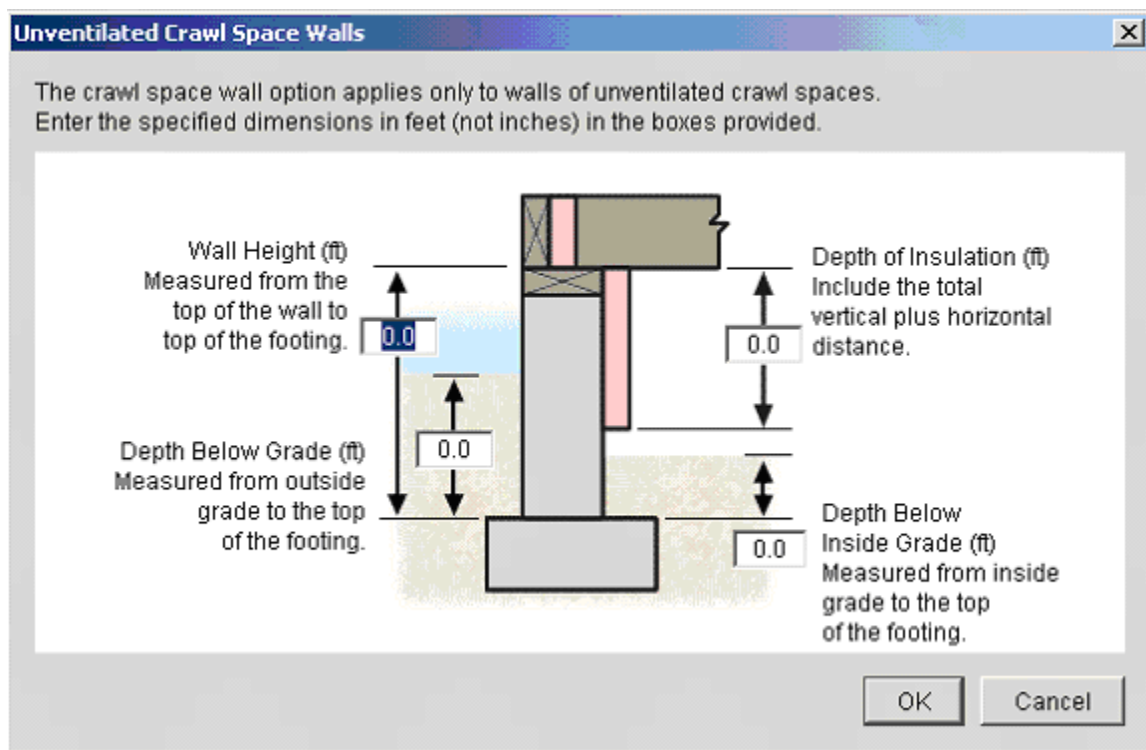 Unventilated Crawl Space Walls
The crawl space wall option applies only to walls of unventilated crawl spaces.
Enter the specified dimensions in feet (not inches) in the boxes provided.
Wall Height (ft)
Measured from the
top of the wall to
top of the footing.
0.0
Depth Below Grade (ft)
Measured from outside
grade to the top
of the footing.
0.0
Depth of Insulation (ft)
Include the total
vertical plus horizontal
distance.
0.0
Depth Below
Inside Grade (ft)
Measured from inside
grade to the top
of the footing.
0.0
OK
Cancel